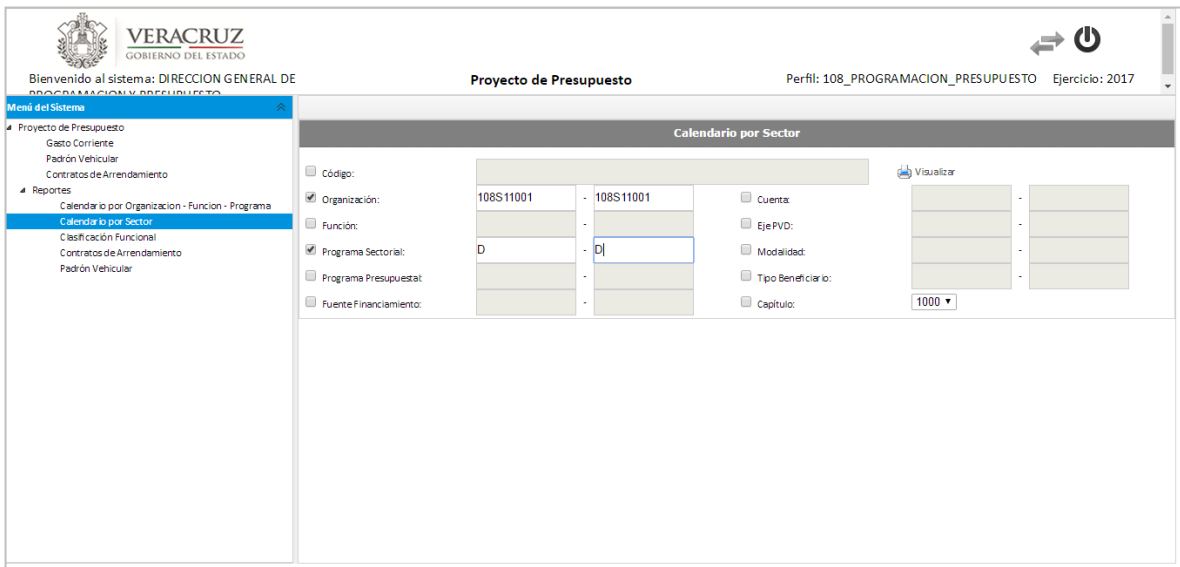 VERACRUZ
GOBIERNO DEL ESTADO
Bienvenido al sistema: DIRECCION GENERAL DE
PROGRAMACION Y PRESUPUESTO
Proyecto de Presupuesto
Perfil: 108_PROGRAMACION_PRESUPUESTO Ejercicio: 2017
Menú del Sistema
Proyecto de Presupuesto
Gasto Corriente
Padrón Vehicular
Contratos de Arrendamiento
Reportes
Calendario por Organizacion - Funcion - Programa
Calendario por Sector
Clasificación Funcional
Contratos de Arrendamiento
Padrón Vehicular
Calendario por Sector
Código:
Visualizar
Organización: 108S11001 - 108S11001 Cuenta: -
Función: - Eje PVD: -
Programa Sectorial: D - D Modalidad: -
Programa Presupuestal: - Tipo Beneficiario: -
Fuente Financiamiento: - Capítulo: 1000